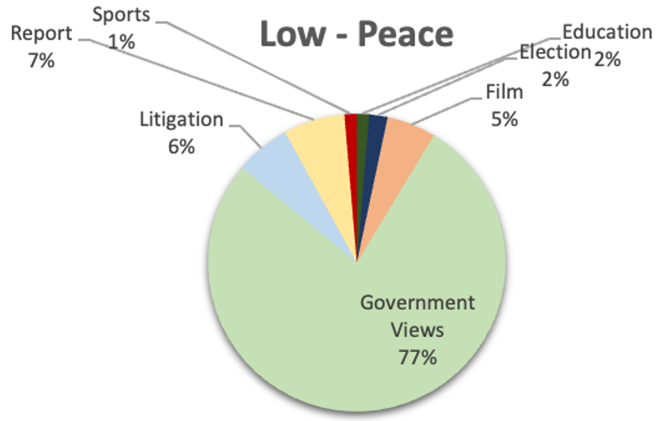 Low - Peace
Sports
1%
Report
7%
Education
2%
Election
2%
Film
5%
Litigation
6%
Government
Views
77%